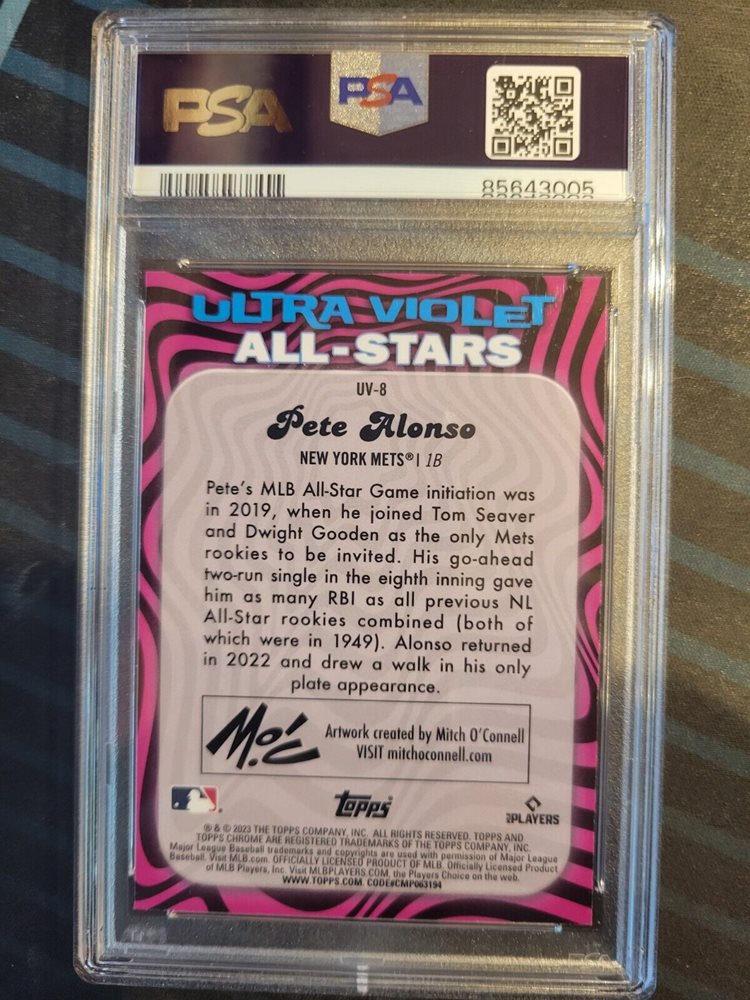 PSA
PSA
85643005
ULTRA VIOLET
ALL-STARS
UV-8
Pete Alonso
NEW YORK METS® | 1B
Pete's MLB All-Star Game initiation was
in 2019, when he joined Tom Seaver
and Dwight Gooden as the only Mets
rookies to be invited. His go-ahead
two-run single in the eighth inning gave
him as many RBI as all previous NL
All-Star rookies combined (both of
which were in 1949). Alonso returned
in 2022 and drew a walk in his only
plate appearance.
M.O'C
Artwork created by Mitch O'Connell
VISIT mitchoconnell.com
topps
PLAYERS
® & © 2023 THE TOPPS COMPANY, INC. ALL RIGHTS RESERVED. TOPPS AND
TOPPS CHROME ARE REGISTERED TRADEMARKS OF THE TOPPS COMPANY, INC.
Major League Baseball trademarks and copyrights are used with permission of Major League
Baseball. Visit MLB.com. OFFICIALLY LICENSED PRODUCT OF MLB. Officially Licensed Product
of MLB Players, Inc. Visit MLBPLAYERS.COM, the Players Choice on the web.
WWW.TOPPS.COM. CODE#CMP063194